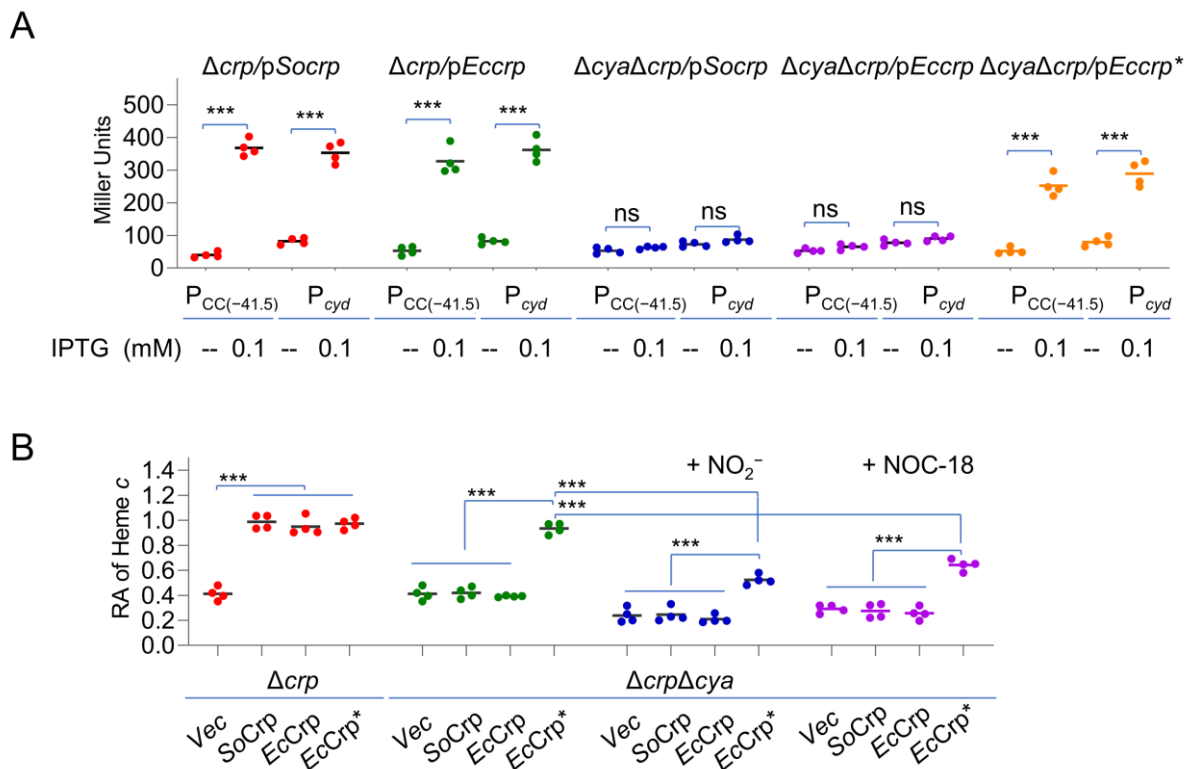 A
Δcrp/pSocrp Δcrp/pEccrp ΔcyaΔcrp/pSocrp ΔcyaΔcrp/pEccrp ΔcyaΔcrp/pEccrp*
Miller Units
500
400
300
200
100
0
*** *** *** *** ns ns ns ns *** ***
PCC(−41.5) Pcyd PCC(−41.5) Pcyd PCC(−41.5) Pcyd PCC(−41.5) Pcyd PCC(−41.5) Pcyd
IPTG (mM) -- 0.1 -- 0.1 -- 0.1 -- 0.1 -- 0.1 -- 0.1 -- 0.1 -- 0.1 -- 0.1 -- 0.1
B
RA of Heme c
1.4
1.2
1.0
0.8
0.6
0.4
0.2
0.0
+ NO₂⁻ + NOC-18
*** *** *** *** *** ***
Δcrp ΔcrpΔcya
Vec SoCrp EcCrp EcCrp* Vec SoCrp EcCrp EcCrp* Vec SoCrp EcCrp EcCrp* Vec SoCrp EcCrp EcCrp*